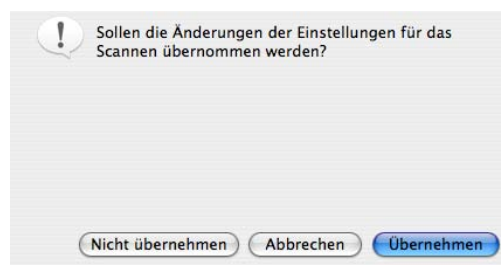 Sollen die Änderungen der Einstellungen für das
Scannen übernommen werden?
Nicht übernehmen Abbrechen Übernehmen